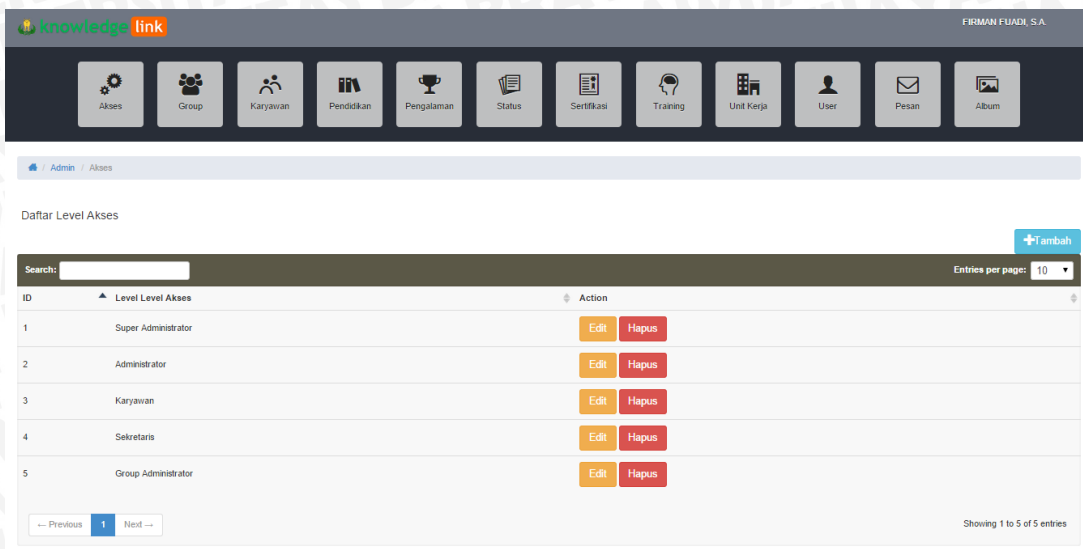 knowledge link
FIRMAN FUADI, S.A.
Akses Group Karyawan Pendidikan Pengalaman Status Sertifikasi Training Unit Kerja User Pesan Album
/ Admin / Akses
Daftar Level Akses
+Tambah
Search: Entries per page: 10
ID Level Level Akses Action
1 Super Administrator Edit Hapus
2 Administrator Edit Hapus
3 Karyawan Edit Hapus
4 Sekretaris Edit Hapus
5 Group Administrator Edit Hapus
← Previous 1 Next → Showing 1 to 5 of 5 entries